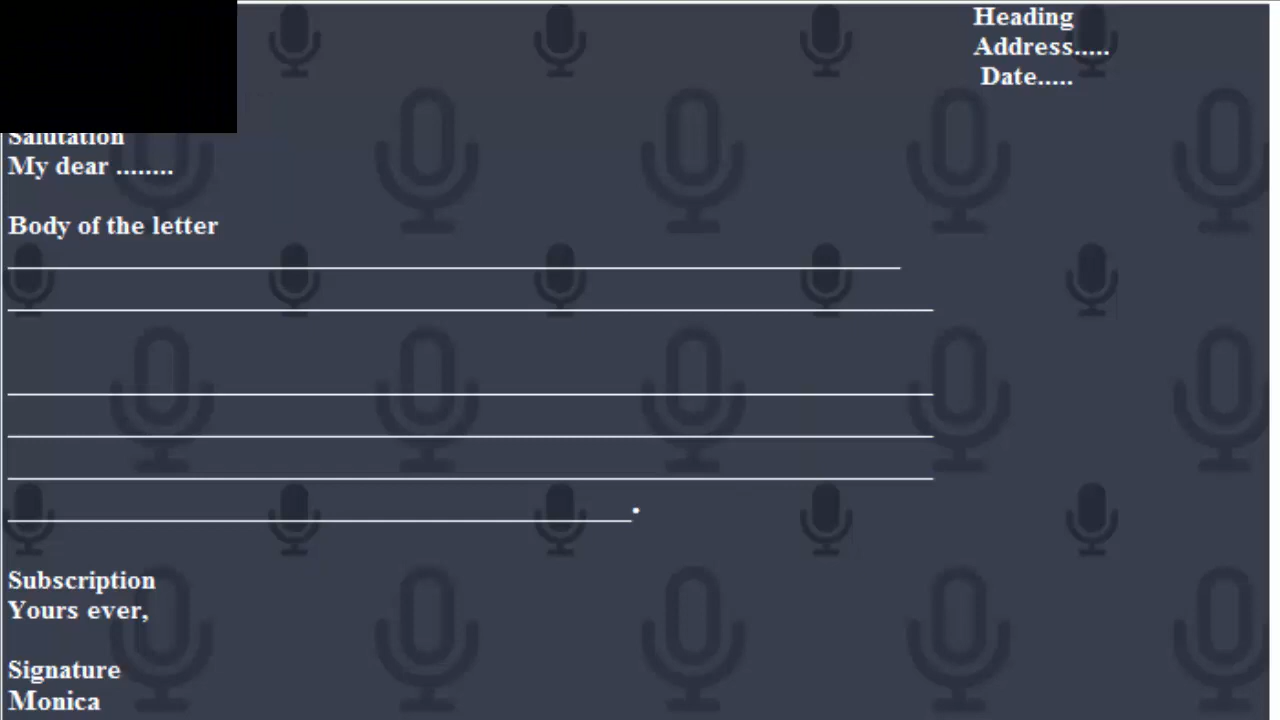 Heading
Address.....
Date.....
Salutation
My dear ........
Body of the letter
.
Subscription
Yours ever,
Signature
Monica